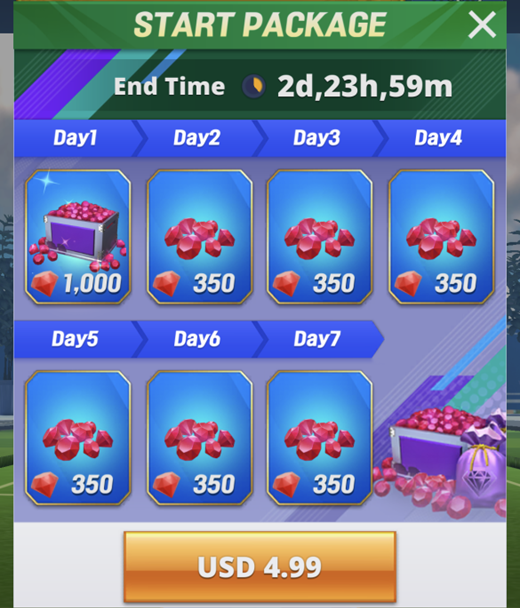 START PACKAGE
End Time 2d,23h,59m
Day1 Day2 Day3 Day4
1,000 350 350 350
Day5 Day6 Day7
350 350 350
USD 4.99